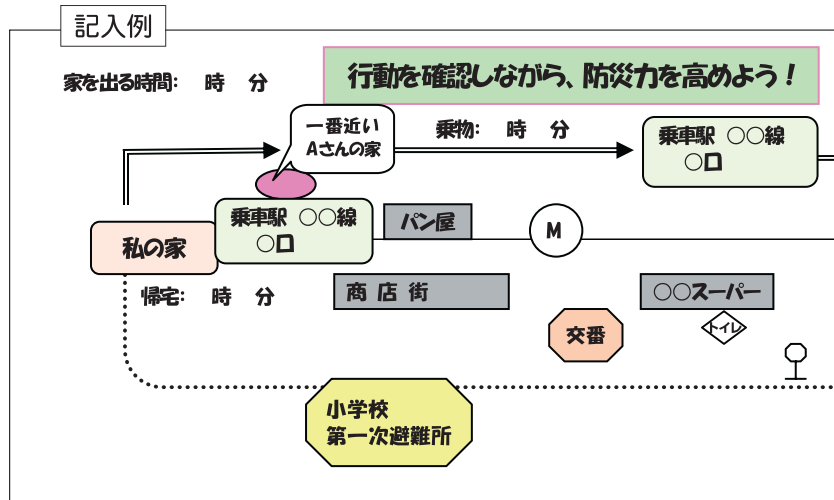 記入例
家を出る時間:　時　分
行動を確認しながら、防災力を高めよう！
一番近い
Aさんの家
乗物:　時　分
乗車駅 ○○線
○口
乗車駅 ○○線
○口
パン屋
M
私の家
帰宅:　時　分
商 店 街
○○スーパー
トイレ
交番
小学校
第一次避難所